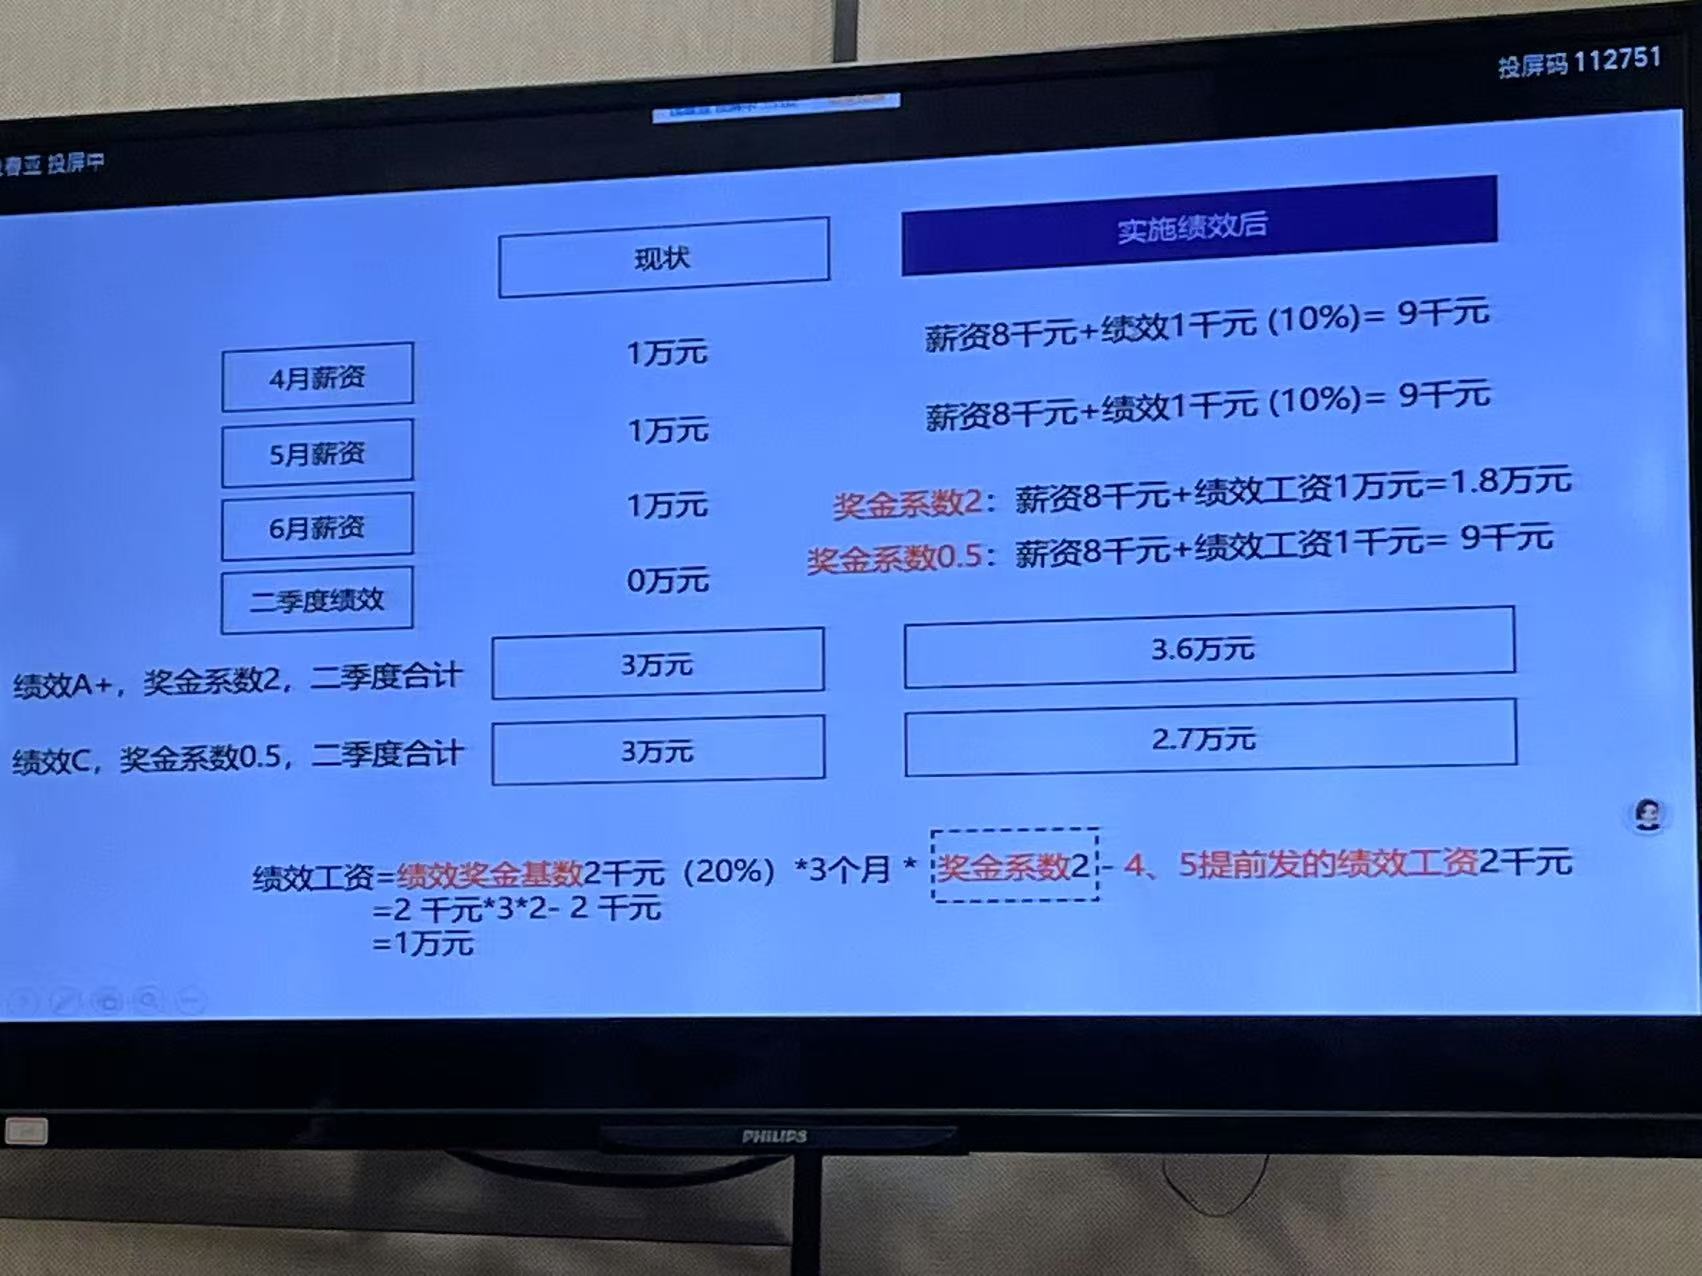 投屏码 112751
春亚 投屏中
现状
实施绩效后
4月薪资
1万元
薪资8千元+绩效1千元 (10%)= 9千元
5月薪资
1万元
薪资8千元+绩效1千元 (10%)= 9千元
6月薪资
1万元
奖金系数2：薪资8千元+绩效工资1万元=1.8万元
奖金系数0.5：薪资8千元+绩效工资1千元= 9千元
二季度绩效
0万元
绩效A+，奖金系数2，二季度合计
3万元
3.6万元
绩效C，奖金系数0.5，二季度合计
3万元
2.7万元
绩效工资=绩效奖金基数2千元（20%）*3个月 * 奖金系数2 - 4、5提前发的绩效工资2千元
=2 千元*3*2- 2 千元
=1万元
PHILIPS